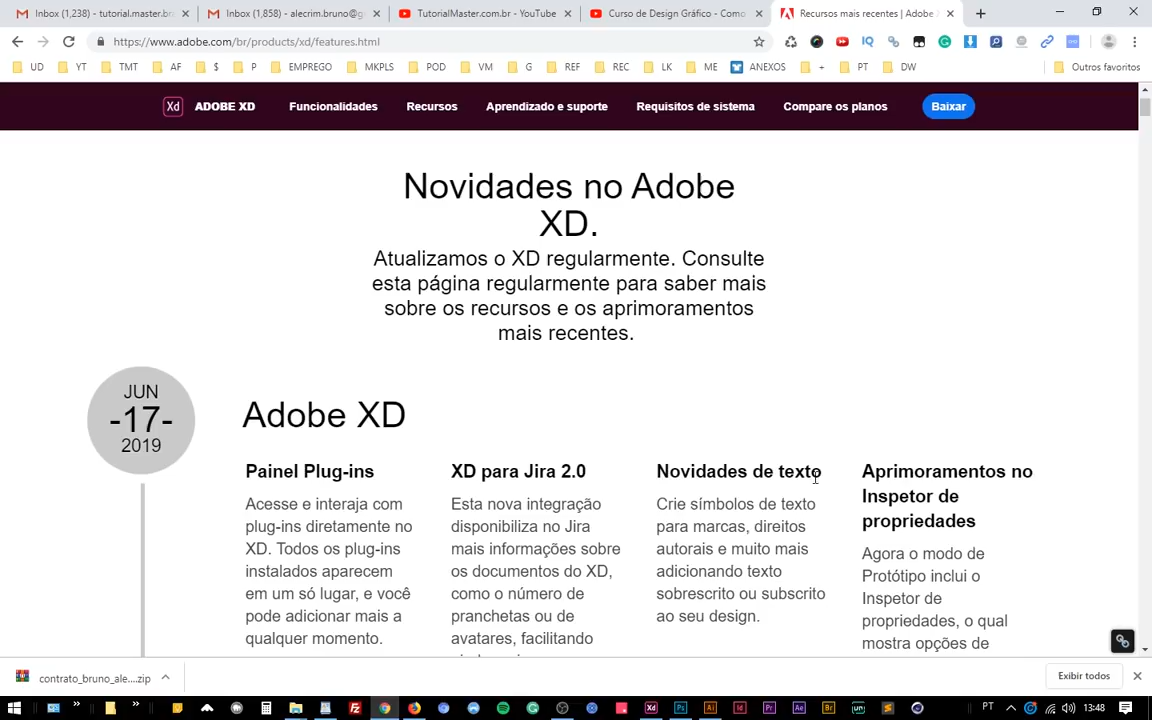 Inbox (1,238) - tutorial.master.br
Inbox (1,858) - alecrim.bruno@g
TutorialMaster.com.br - YouTube
Curso de Design Gráfico - Como
Recursos mais recentes | Adobe
https://www.adobe.com/br/products/xd/features.html
UD YT TMT AF $ P EMPREGO MKPLS POD VM G REF REC LK ME ANEXOS + PT DW Outros favoritos
Xd ADOBE XD Funcionalidades Recursos Aprendizado e suporte Requisitos de sistema Compare os planos Baixar
Novidades no Adobe
XD.
Atualizamos o XD regularmente. Consulte
esta página regularmente para saber mais
sobre os recursos e os aprimoramentos
mais recentes.
JUN
-17-
2019
Adobe XD
Painel Plug-ins
Acesse e interaja com
plug-ins diretamente no
XD. Todos os plug-ins
instalados aparecem
em um só lugar, e você
pode adicionar mais a
qualquer momento.
XD para Jira 2.0
Esta nova integração
disponibiliza no Jira
mais informações sobre
os documentos do XD,
como o número de
pranchetas ou de
avatares, facilitando
Novidades de texto
Crie símbolos de texto
para marcas, direitos
autorais e muito mais
adicionando texto
sobrescrito ou subscrito
ao seu design.
Aprimoramentos no
Inspetor de
propriedades
Agora o modo de
Protótipo inclui o
Inspetor de
propriedades, o qual
mostra opções de
contrato_bruno_ale....zip
Exibir todos
PT 13:48